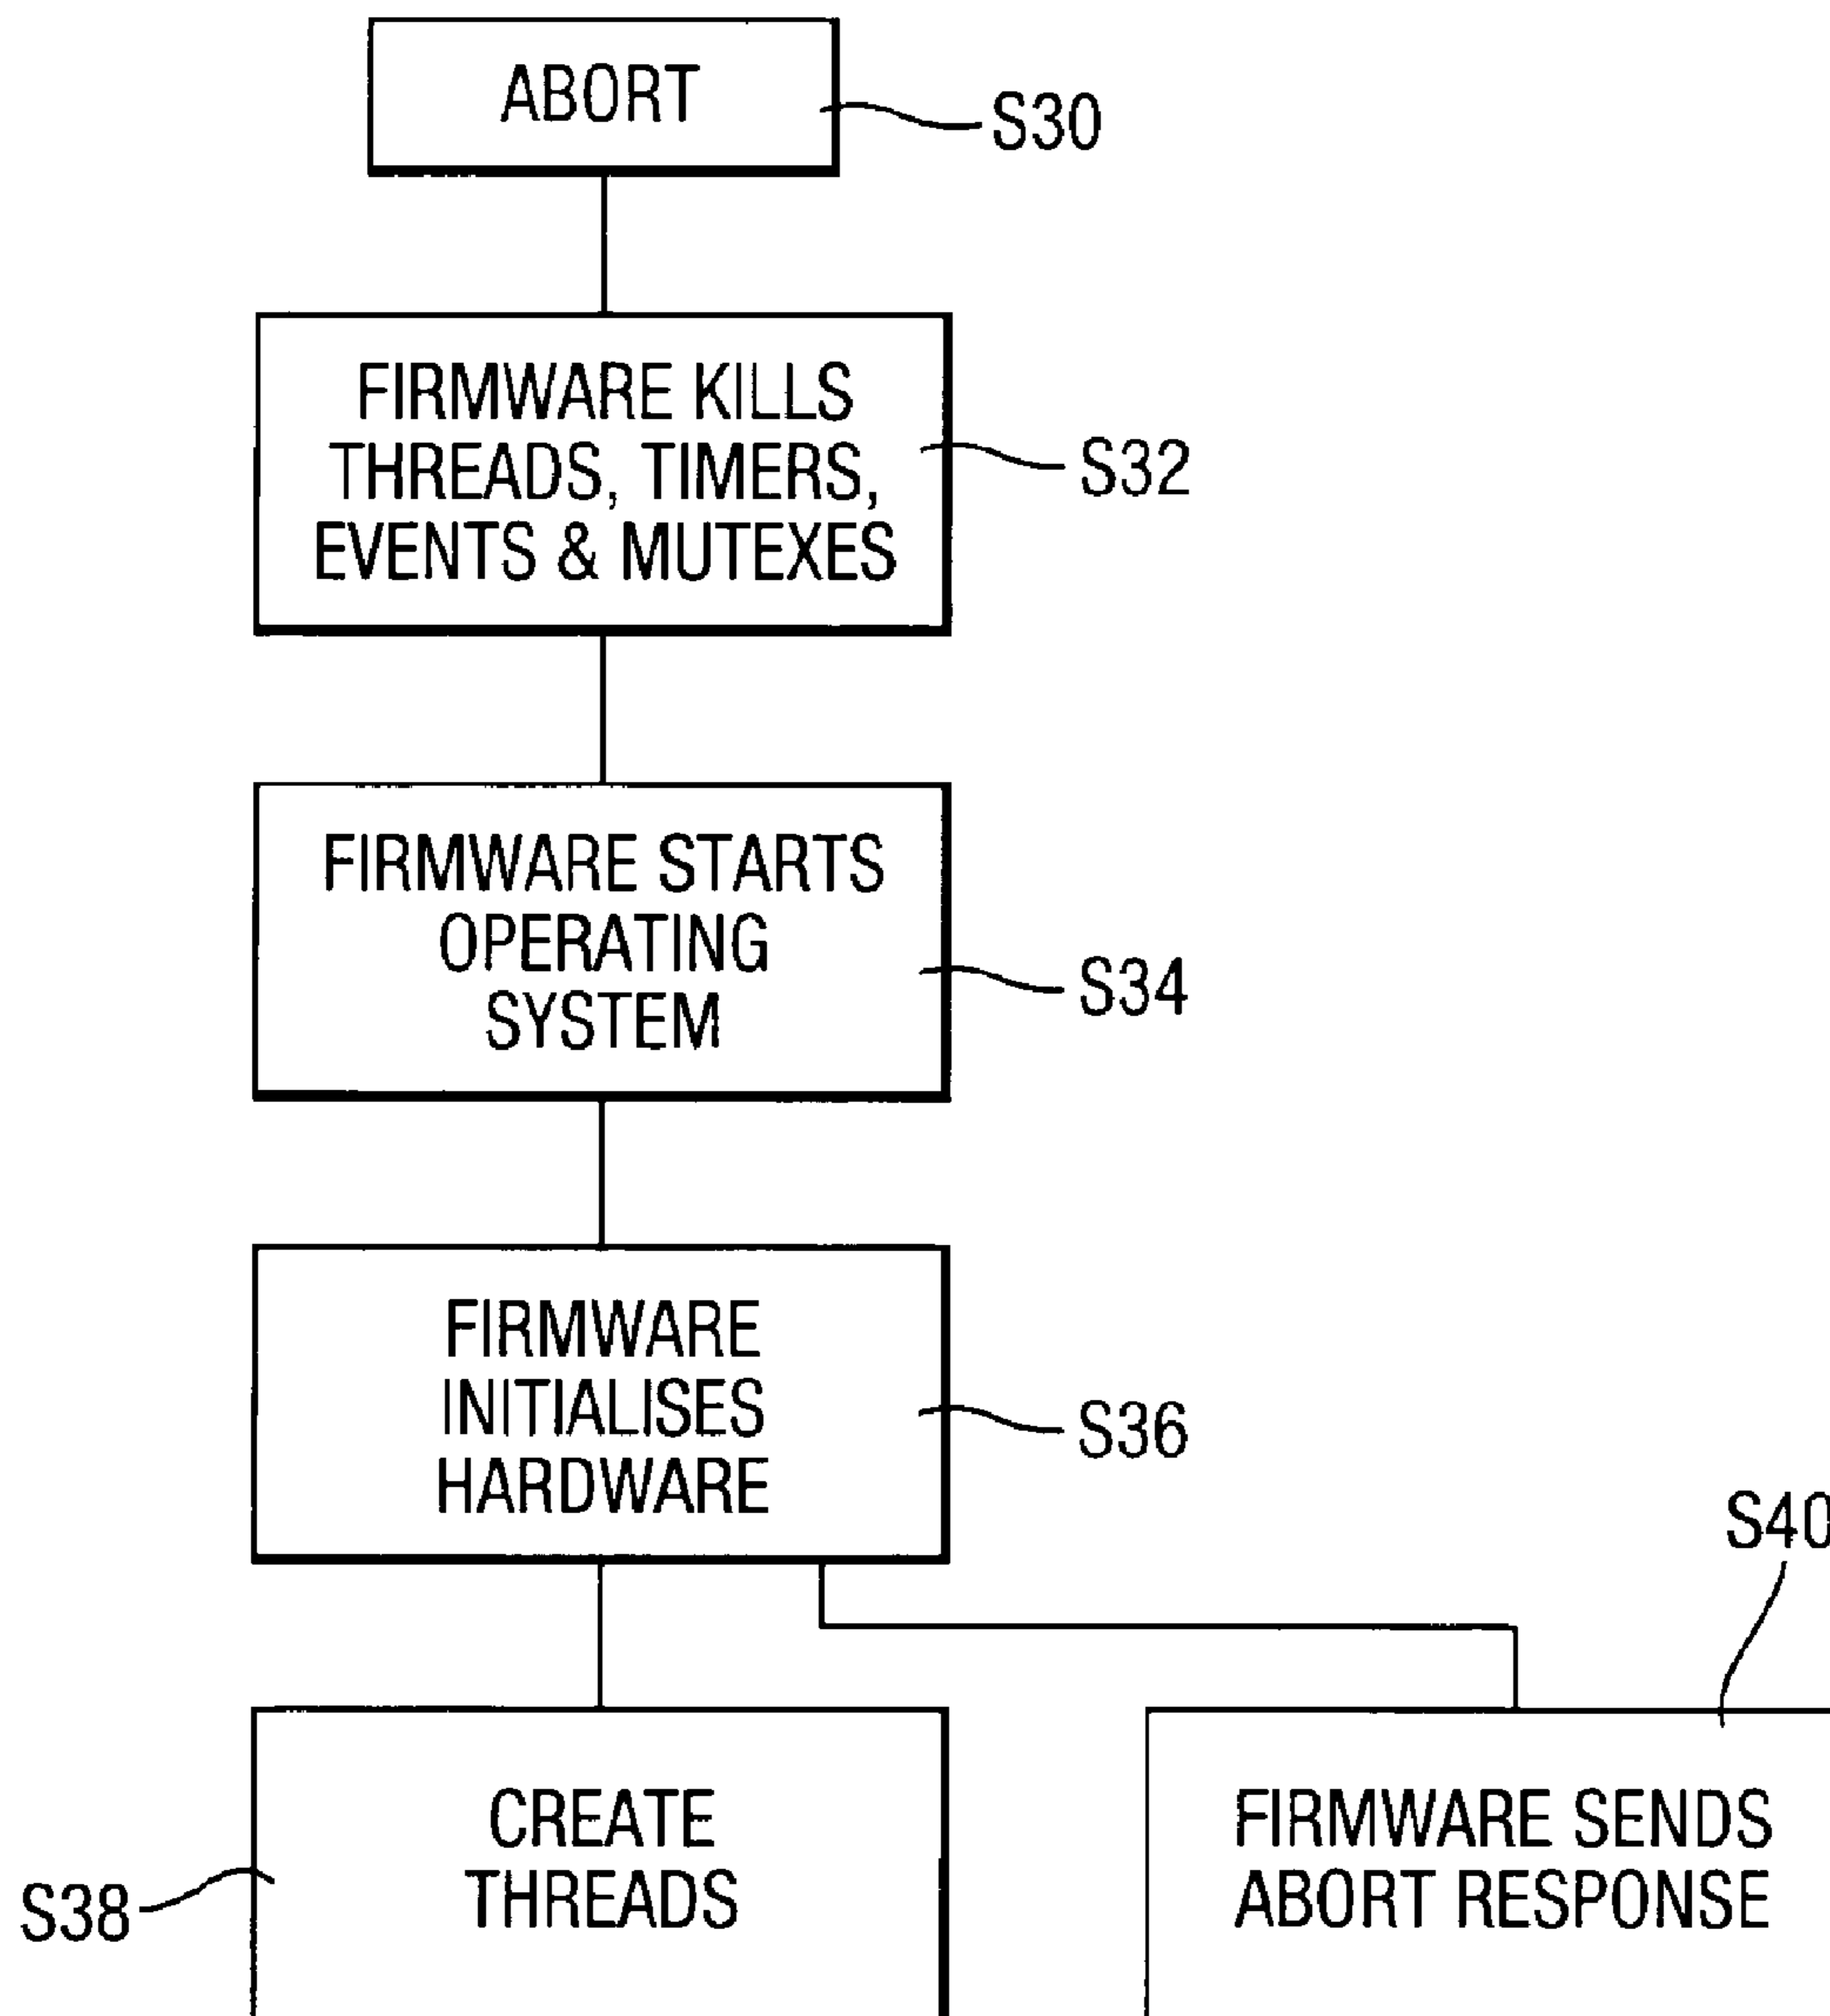 ABORT
S30
FIRMWARE KILLS
THREADS, TIMERS,
EVENTS & MUTEXES
S32
FIRMWARE STARTS
OPERATING
SYSTEM
S34
FIRMWARE
INITIALISES
HARDWARE
S36
S40
CREATE
THREADS
S38
FIRMWARE SENDS
ABORT RESPONSE